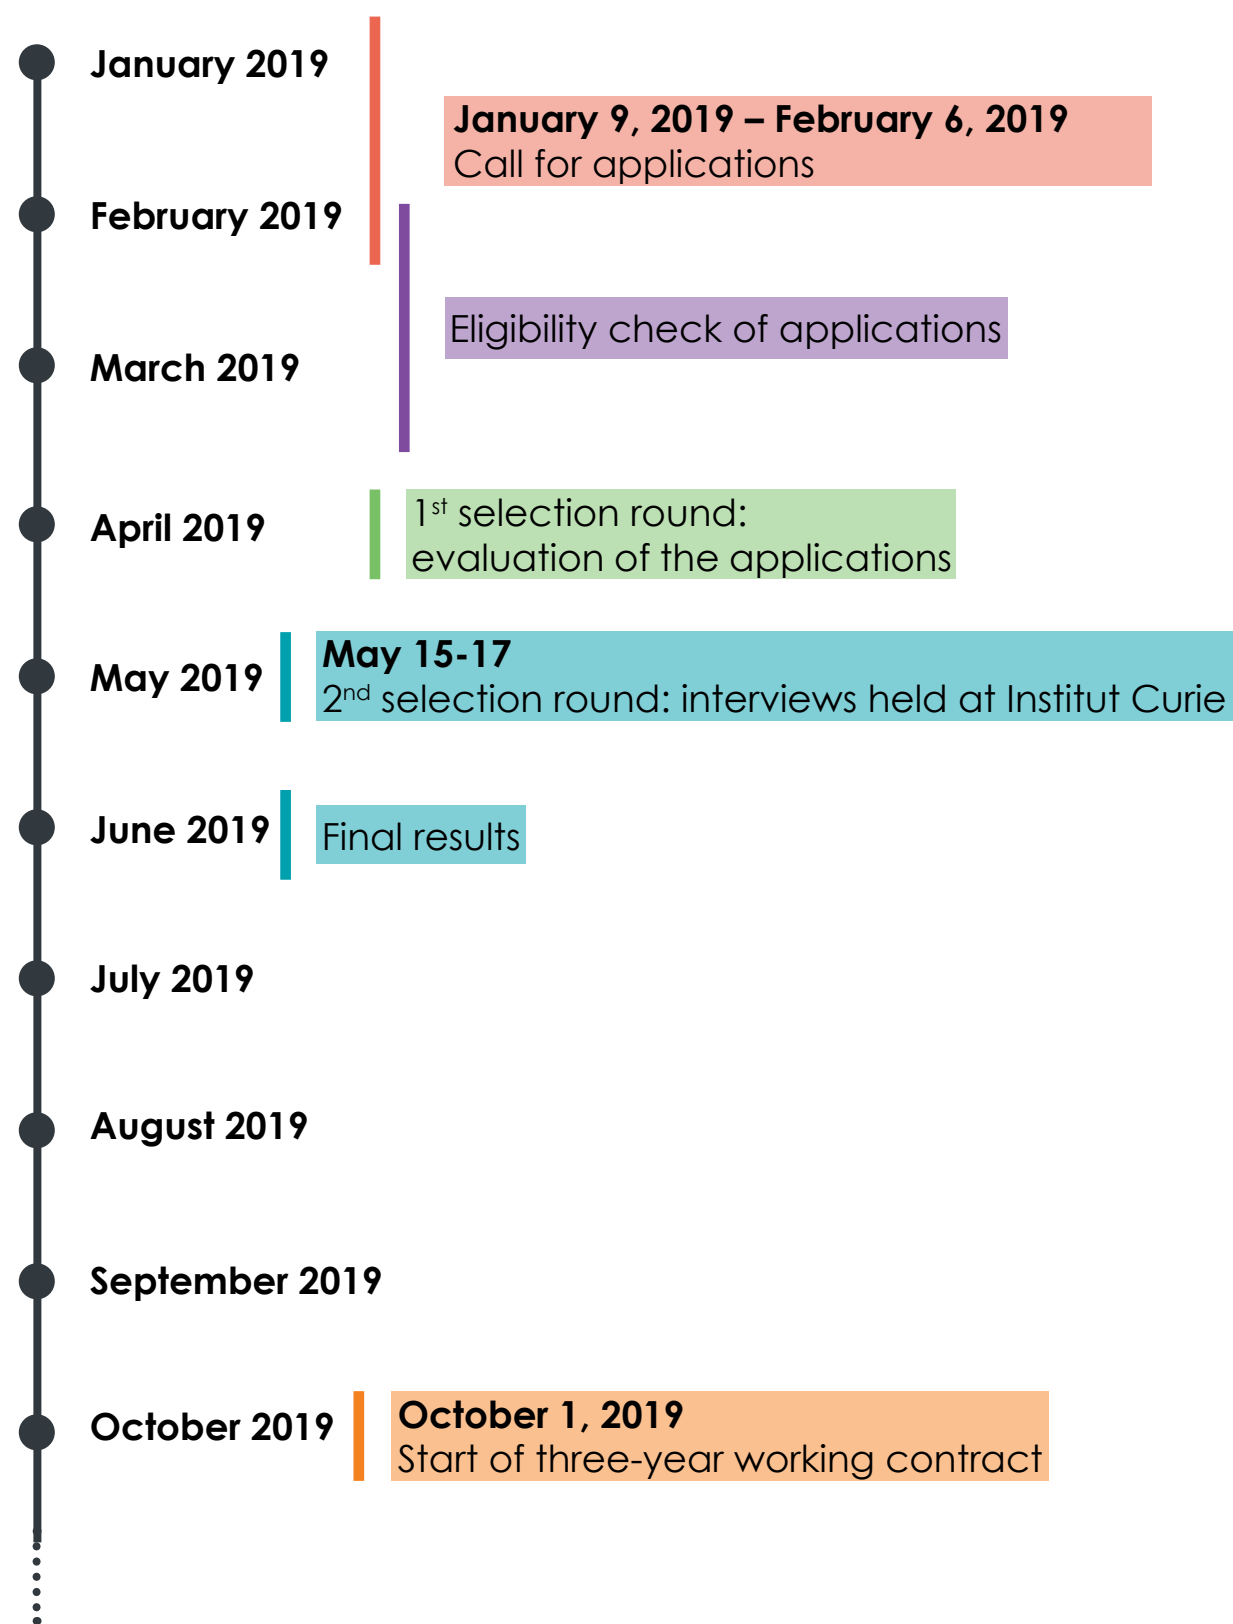 January 2019
January 9, 2019 – February 6, 2019
Call for applications
February 2019
Eligibility check of applications
March 2019
1st selection round:
April 2019
evaluation of the applications
May 15-17
May 2019
2nd selection round: interviews held at Institut Curie
June 2019
Final results
July 2019
August 2019
September 2019
October 2019
October 1, 2019
Start of three-year working contract